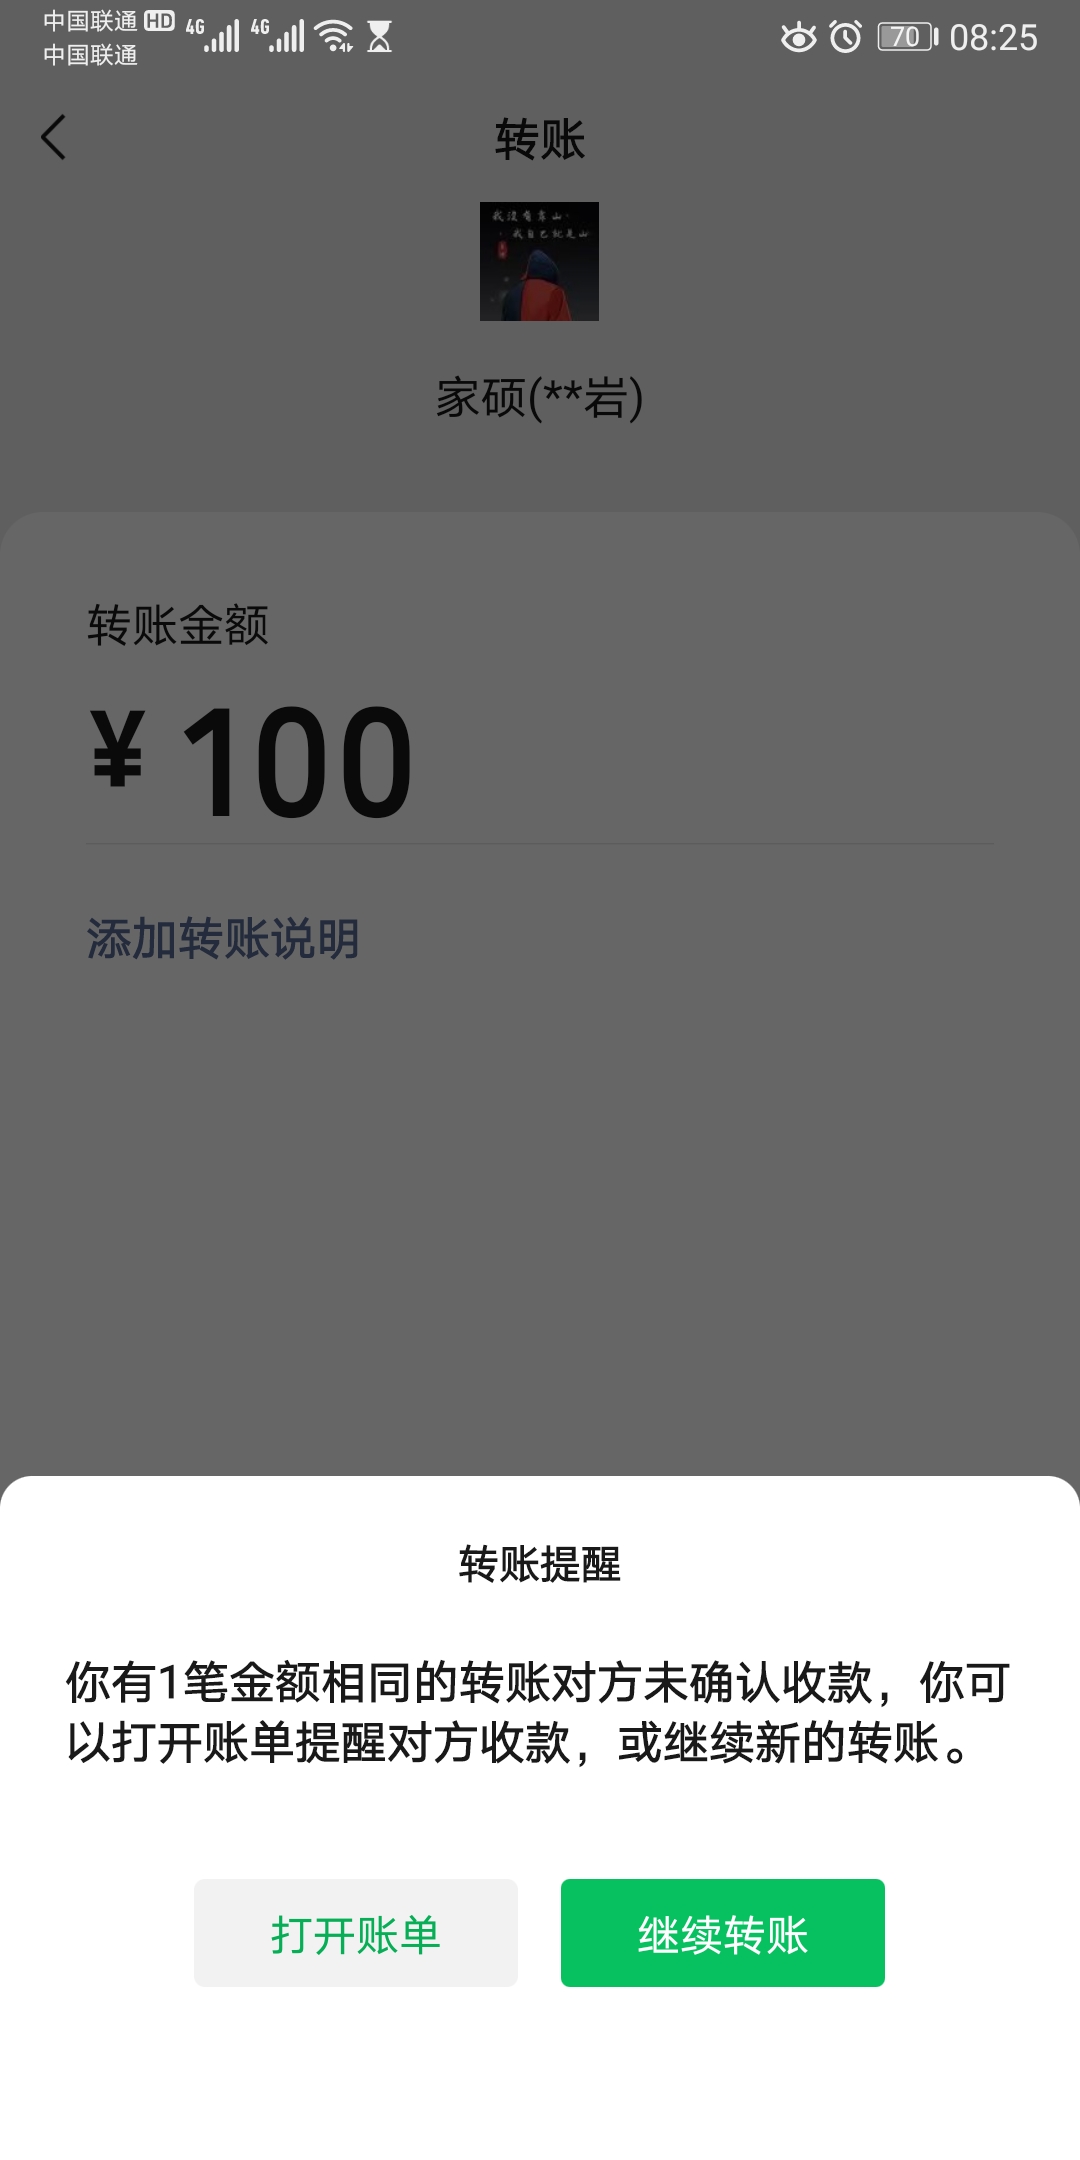 中国联通 HD 4G 4G 70 08:25
中国联通
转账
我没有靠山
我自己就是山
家硕(**岩)
转账金额
¥100
添加转账说明
转账提醒
你有1笔金额相同的转账对方未确认收款，你可
以打开账单提醒对方收款，或继续新的转账。
打开账单
继续转账